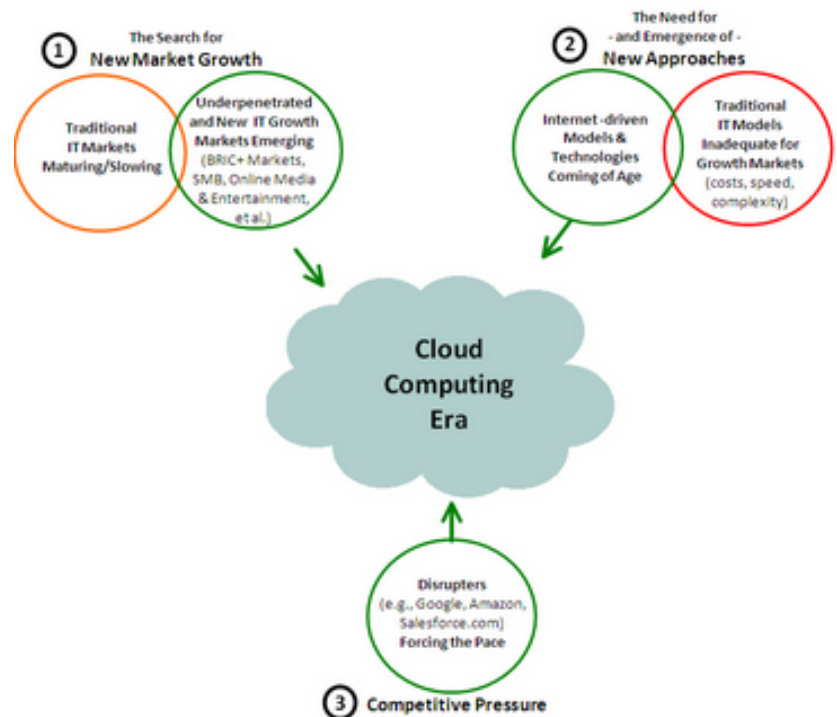 1
The Search for
New Market Growth
Traditional
IT Markets
Maturing/Slowing
Underpenetrated
and New IT Growth
Markets Emerging
(BRIC+ Markets,
SMB, Online Media
& Entertainment,
et al.)
2
The Need for
- and Emergence of -
New Approaches
Internet-driven
Models &
Technologies
Coming of Age
Traditional
IT Models
Inadequate for
Growth Markets
(costs, speed,
complexity)
Cloud
Computing
Era
Disrupters
(e.g., Google, Amazon,
Salesforce.com)
Forcing the Pace
3 Competitive Pressure